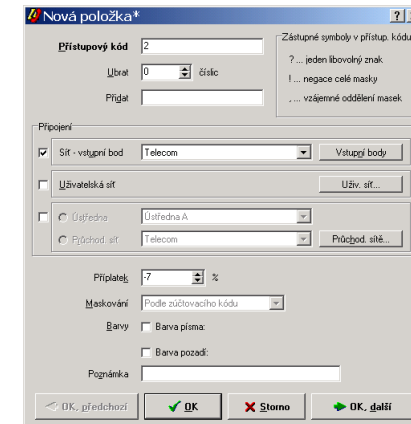 Nová položka*
Zástupné symboly v přístup. kódu
Přístupový kód 2
? ... jeden libovolný znak
Ubrat 0 číslic
! ... negace celé masky
Přidat
, ... vzájemné oddělení masek
Připojení
Síť - vstupní bod Telecom Vstupní body
Uživatelská síť Uživ. síť...
Ústředna Ústředna A
Průchod. síť Telecom Průchod. sítě...
Příplatek -7 %
Maskování Podle zúčtovacího kódu
Barvy Barva písma:
Barva pozadí:
Poznámka
OK, předchozí OK Storno OK, další